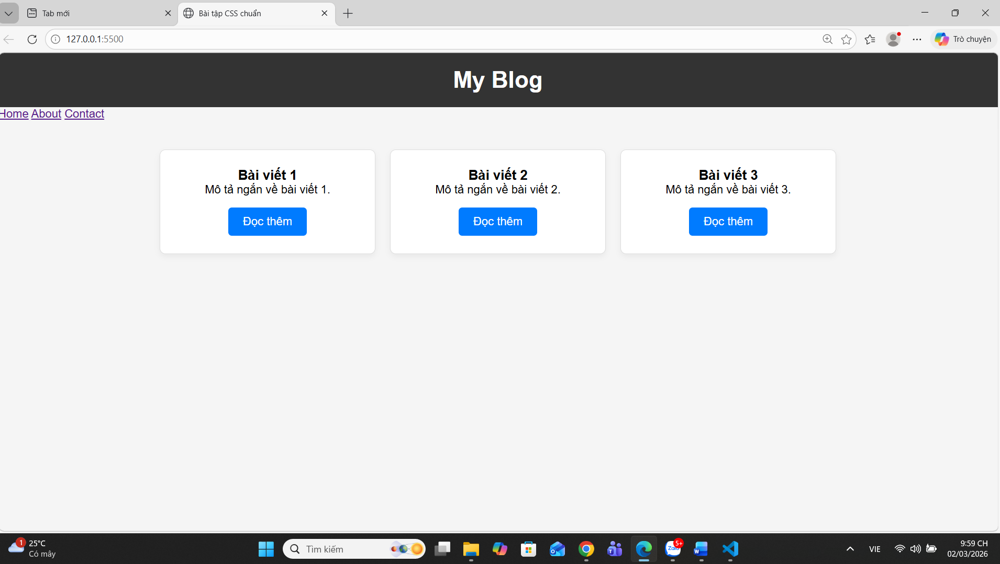 Tab mới
Bài tập CSS chuẩn
127.0.0.1:5500
Trò chuyện
My Blog
Home About Contact
Bài viết 1
Mô tả ngắn về bài viết 1.
Đọc thêm
Bài viết 2
Mô tả ngắn về bài viết 2.
Đọc thêm
Bài viết 3
Mô tả ngắn về bài viết 3.
Đọc thêm
1
25°C
Có mây
Tìm kiếm
Zalo
5+
VIE
9:59 CH
02/03/2026